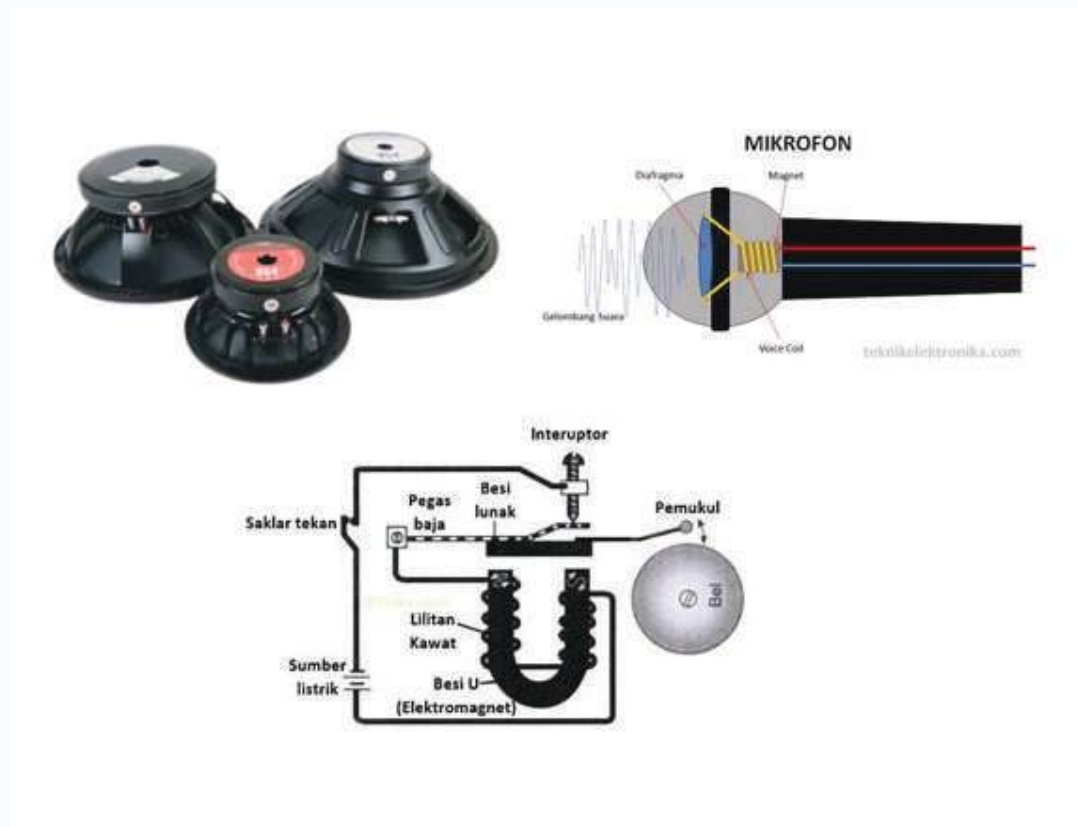 MIKROFON
Diafragma
Magnet
Gelombang Suara
Voice Coil
teknikelektronika.com
Interuptor
Pegas
baja
Besi
lunak
Pemukul
Saklar tekan
Bel
Lilitan
Kawat
Sumber
listrik
Besi U
(Elektromagnet)